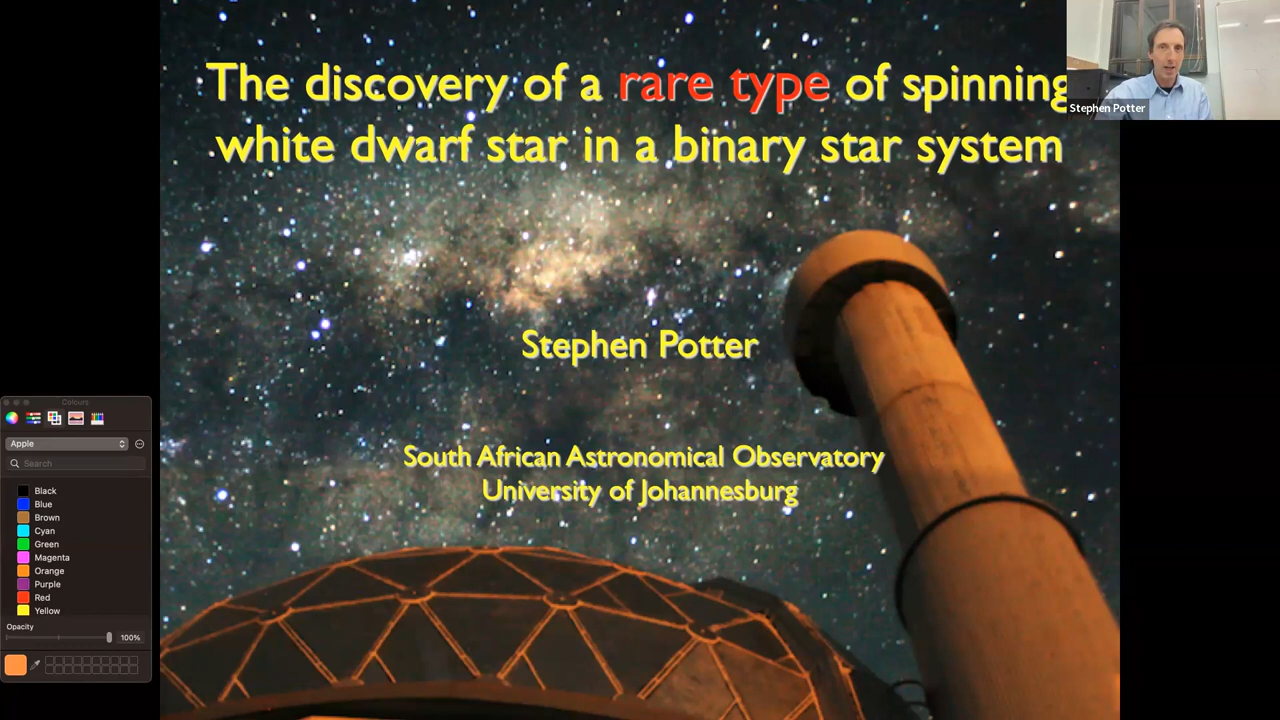 The discovery of a rare type of spinning
white dwarf star in a binary star system
Stephen Potter
Stephen Potter
South African Astronomical Observatory
University of Johannesburg
Colours
Apple
Search
Black
Blue
Brown
Cyan
Green
Magenta
Orange
Purple
Red
Yellow
Opacity
100%